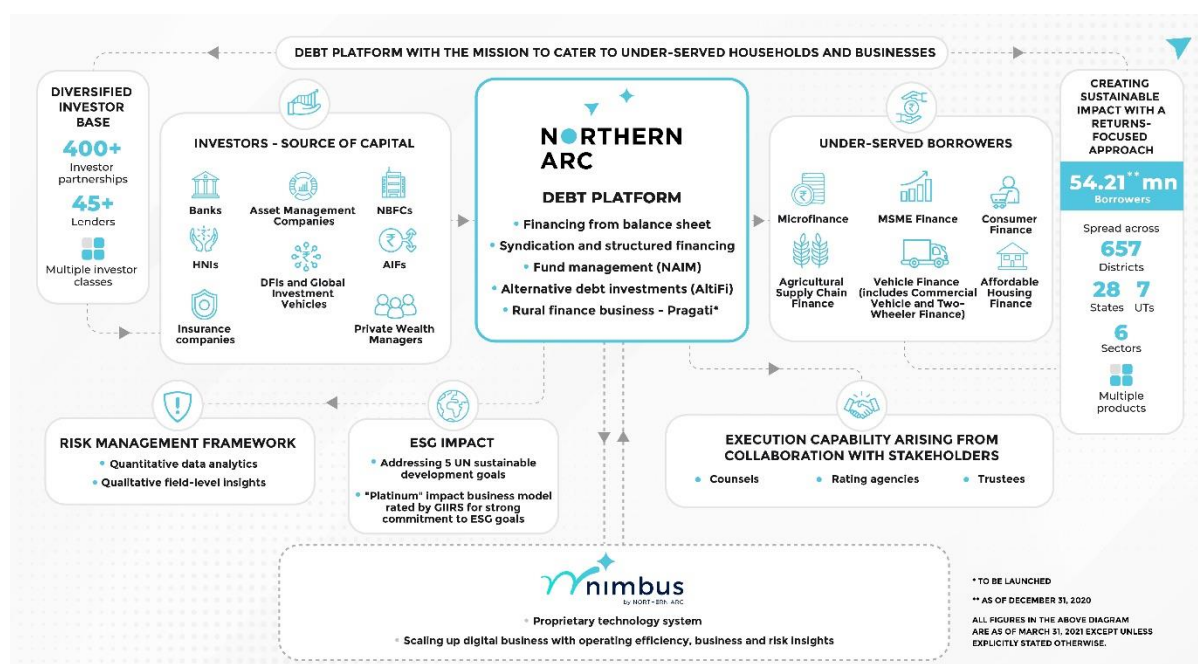 DEBT PLATFORM WITH THE MISSION TO CATER TO UNDER-SERVED HOUSEHOLDS AND BUSINESSES
DIVERSIFIED
INVESTOR
BASE
400+
Investor
partnerships
45+
Lenders
Multiple investor
classes
INVESTORS - SOURCE OF CAPITAL
Banks
Asset Management
Companies
NBFCs
HNIs
DFIs and Global
Investment
Vehicles
AIFs
Insurance
companies
Private Wealth
Managers
NORTHERN
ARC
DEBT PLATFORM
• Financing from balance sheet
• Syndication and structured financing
• Fund management (NAIM)
• Alternative debt investments (AltiFi)
• Rural finance business - Pragati*
UNDER-SERVED BORROWERS
Microfinance
MSME Finance
Consumer
Finance
Agricultural
Supply Chain
Finance
Vehicle Finance
(includes Commercial
Vehicle and Two-
Wheeler Finance)
Affordable
Housing
Finance
CREATING
SUSTAINABLE
IMPACT WITH A
RETURNS-
FOCUSED
APPROACH
54.21** mn
Borrowers
Spread across
657
Districts
28 7
States UTs
6
Sectors
Multiple
products
RISK MANAGEMENT FRAMEWORK
• Quantitative data analytics
• Qualitative field-level insights
ESG IMPACT
• Addressing 5 UN sustainable
development goals
• "Platinum" impact business model
rated by GIIRS for strong
commitment to ESG goals
EXECUTION CAPABILITY ARISING FROM
COLLABORATION WITH STAKEHOLDERS
• Counsels • Rating agencies • Trustees
nimbus
by NORTHERN ARC
• Proprietary technology system
• Scaling up digital business with operating efficiency, business and risk insights
* TO BE LAUNCHED
** AS OF DECEMBER 31, 2020
ALL FIGURES IN THE ABOVE DIAGRAM
ARE AS OF MARCH 31, 2021 EXCEPT UNLESS
EXPLICITLY STATED OTHERWISE.